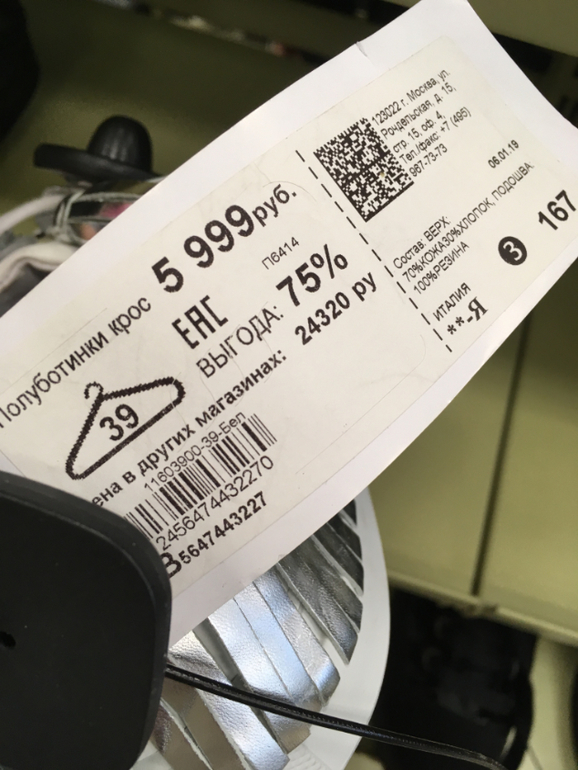 Полуботинки крос
5 999 руб.
39
ЕАС
П6414
ВЫГОДА: 75%
ена в других магазинах: 24320 ру
11603900-39-Бел
2456474432270
B5647443227
123022 г. Москва, ул.
Рочдельская, д. 15,
стр. 15, оф. 4,
Тел./факс: +7 (495)
967-73-73
06.01.19
Состав: ВЕРХ:
70%КОЖА30%ХЛОПОК, ПОДОШВА:
100%РЕЗИНА
3 167
ИТАЛИЯ
**-Я